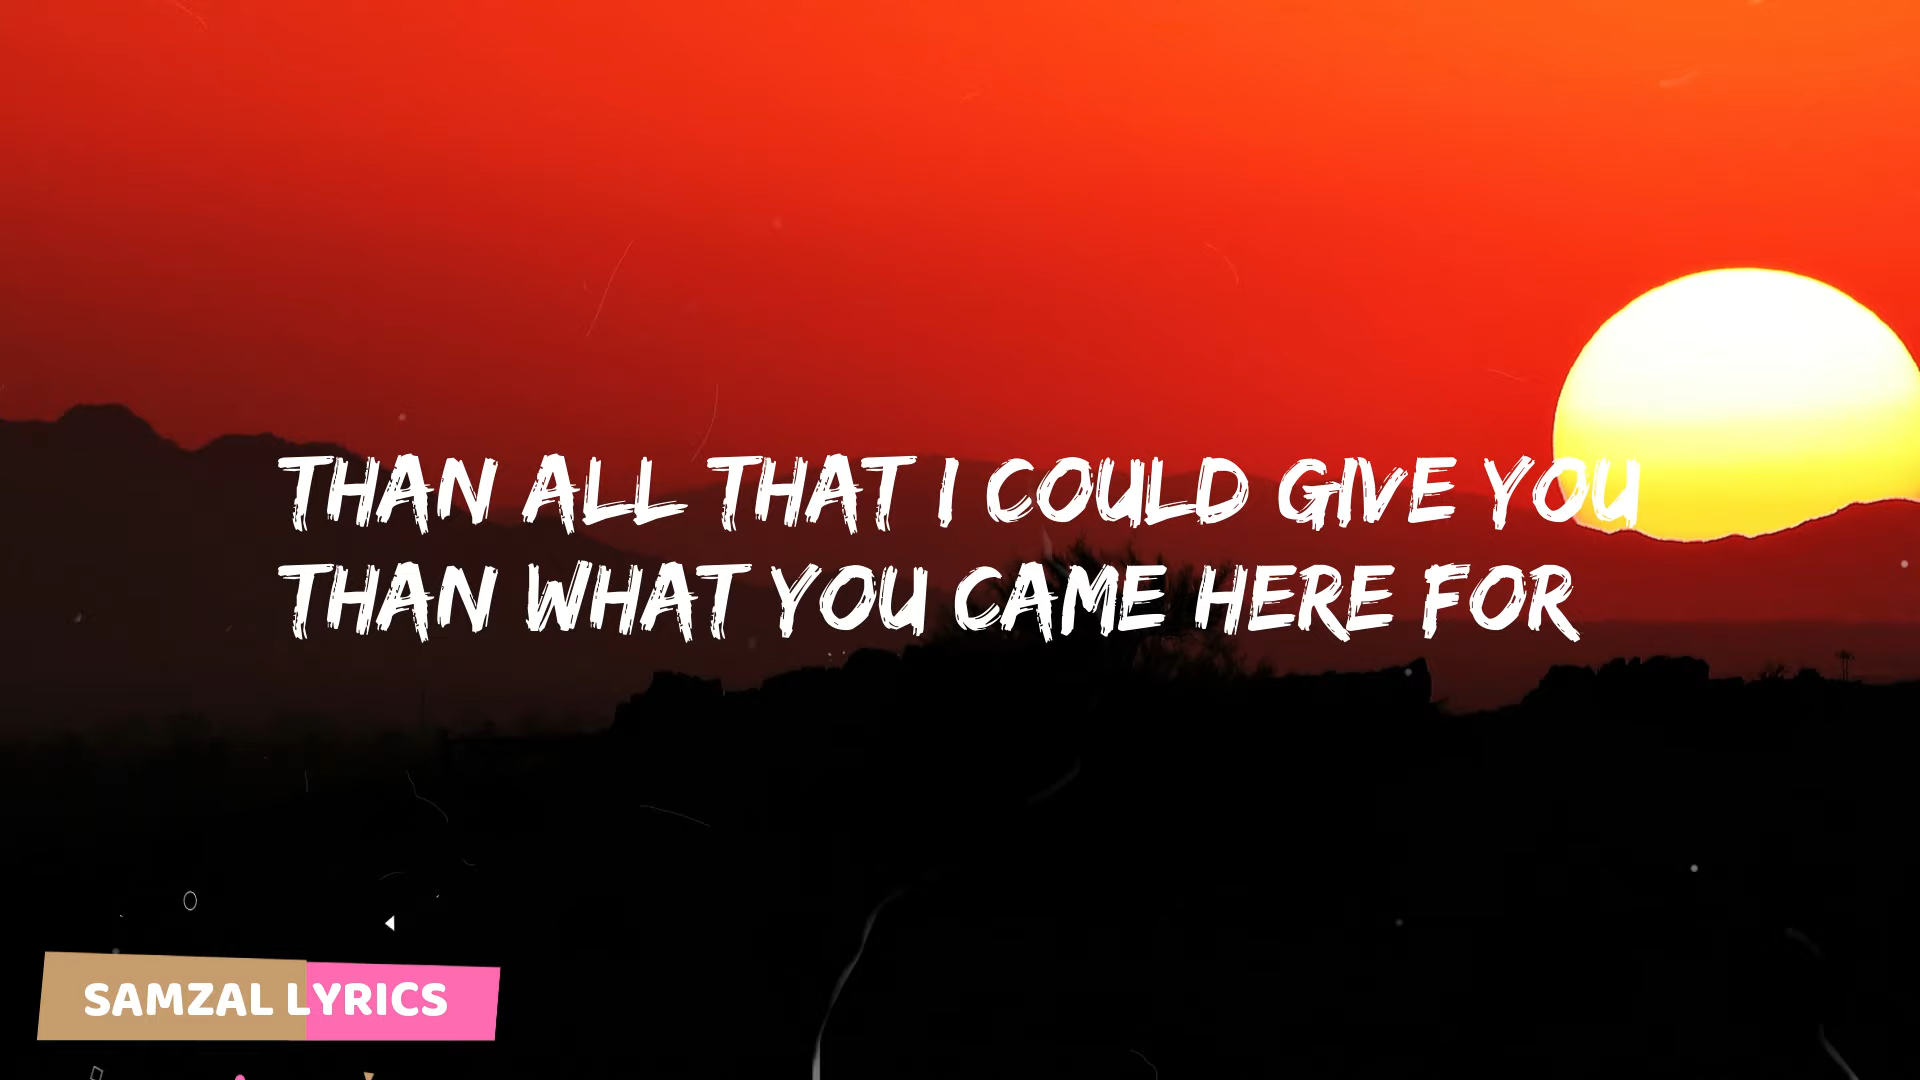 THAN ALL THAT I COULD GIVE YOU
THAN WHAT YOU CAME HERE FOR
SAMZAL LYRICS